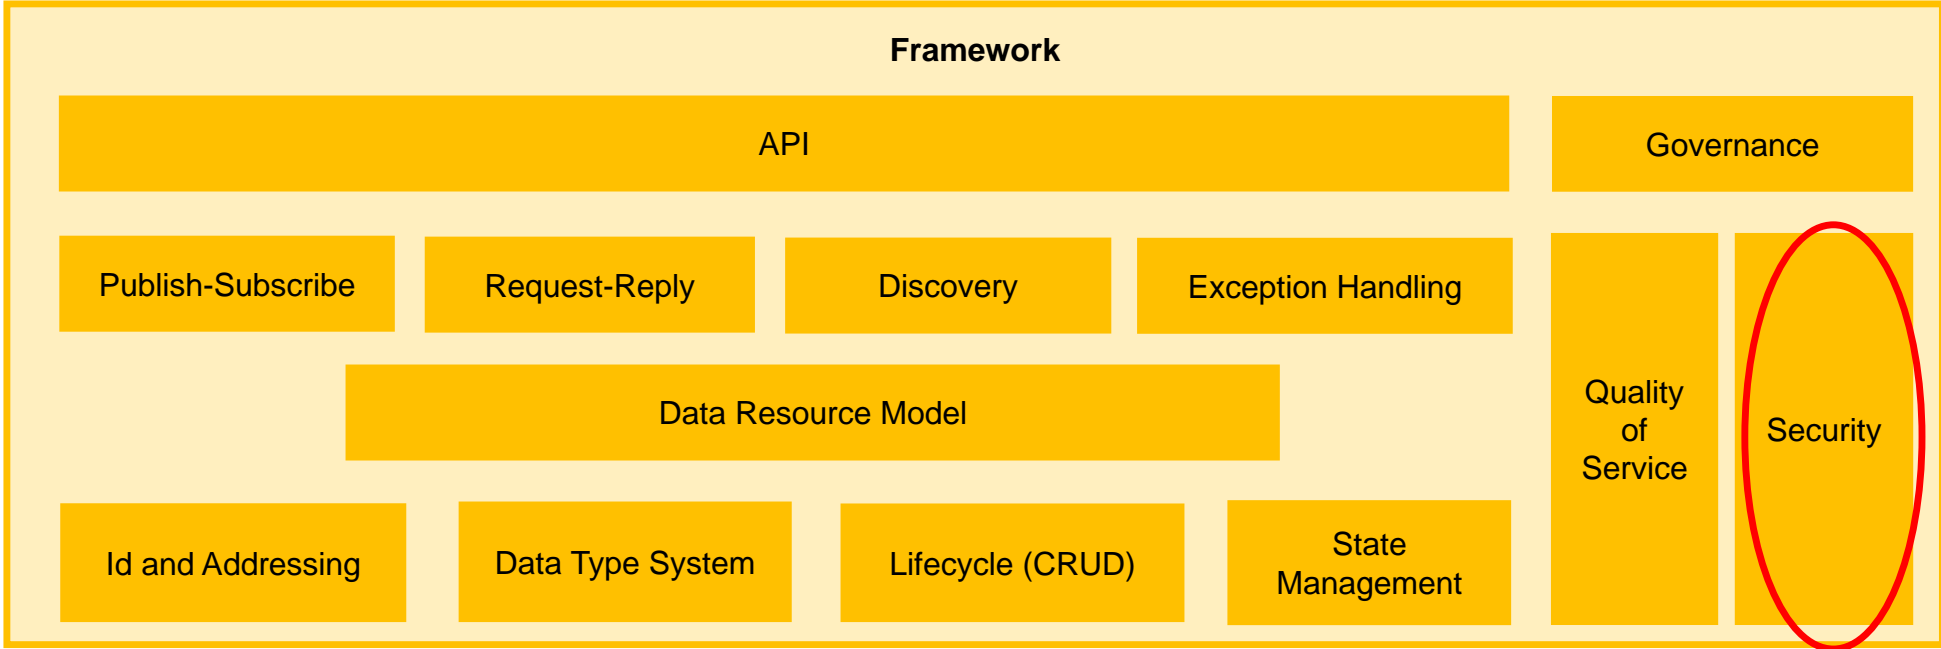 Framework
API
Governance
Publish-Subscribe
Request-Reply
Discovery
Exception Handling
Data Resource Model
Quality
of
Service
Security
Id and Addressing
Data Type System
Lifecycle (CRUD)
State
Management